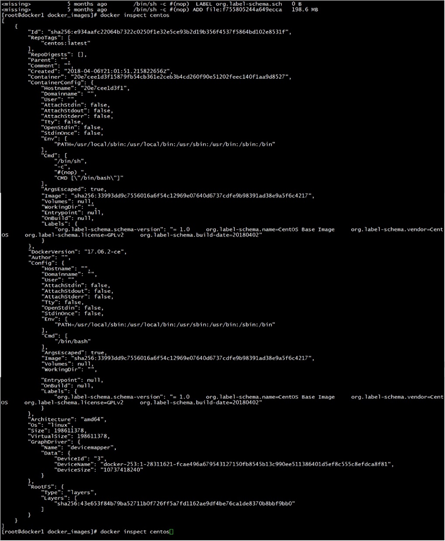 <missing> 5 months ago /bin/sh -c #(nop) LABEL org.label-schema.sch 0 B
<missing> 5 months ago /bin/sh -c #(nop) ADD file:f755805244a649ecca 198.6 MB
[root@docker1 docker_images]# docker inspect centos
[
{
"Id": "sha256:e934aafc22064b7322c0250f1e32e5ce93b2d19b356f4537f5864bd102e8531f",
"RepoTags": [
"centos:latest"
],
"RepoDigests": [],
"Parent": "",
"Comment": "",
"Created": "2018-04-06T21:01:51.715822656Z",
"Container":
"ContainerConfig": {
"Hostname": "20e7cee1d3f1",
"Domainname": "",
"User": "",
"AttachStdin": false,
"AttachStdout": false,
"AttachStderr": false,
"Tty": false,
"OpenStdin": false,
"StdinOnce": false,
"Env": [
"PATH=/usr/local/sbin:/usr/local/bin:/usr/sbin:/usr/bin:/sbin:/bin"
],
"Cmd": [
"/bin/sh",
"-c",
"#(nop) ",
"CMD [\"/bin/bash\"]"
],
"ArgsEscaped": true,
"Image": "sha256:33993dd9c7556016a6f54c12969e07640d6737cdfe9b98391ad38e9a5f6c4217",
"Volumes": null,
"WorkingDir": "",
"Entrypoint": null,
"OnBuild": null,
"Labels": {
"org.label-schema.schema-version": "= 1.0 org.label-schema.name=CentOS Base Image org.label-schema.vendor=Cent
OS org.label-schema.license=GPLv2 org.label-schema.build-date=20180402"
}
},
"DockerVersion": "17.06.2-ce",
"Author": "",
"Config": {
"Hostname": "",
"Domainname": "",
"User": "",
"AttachStdin": false,
"AttachStdout": false,
"AttachStderr": false,
"Tty": false,
"OpenStdin": false,
"StdinOnce": false,
"Env": [
"PATH=/usr/local/sbin:/usr/local/bin:/usr/sbin:/usr/bin:/sbin:/bin"
],
"Cmd": [
"/bin/bash"
],
"ArgsEscaped": true,
"Image": "sha256:33993dd9c7556016a6f54c12969e07640d6737cdfe9b98391ad38e9a5f6c4217",
"Volumes": null,
"WorkingDir": "",
"Entrypoint": null,
"OnBuild": null,
"Labels": {
"org.label-schema.schema-version": "= 1.0 org.label-schema.name=CentOS Base Image org.label-schema.vendor=Cent
OS org.label-schema.license=GPLv2 org.label-schema.build-date=20180402"
}
},
"Architecture": "amd64",
"Os": "linux",
"Size": 198611378,
"VirtualSize": 198611378,
"GraphDriver": {
"Name": "devicemapper",
"Data": {
"DeviceId": "3",
"DeviceName":
"DeviceSize": "10737418240"
}
},
"RootFS": {
"Type": "layers",
"Layers": [
"sha256:43e653f84b79ba52711b0f726ff5a7fd1162ae9df4be76ca1de8370b8bbf9bb0"
]
}
}
]
[root@docker1 docker_images]# docker inspect centos